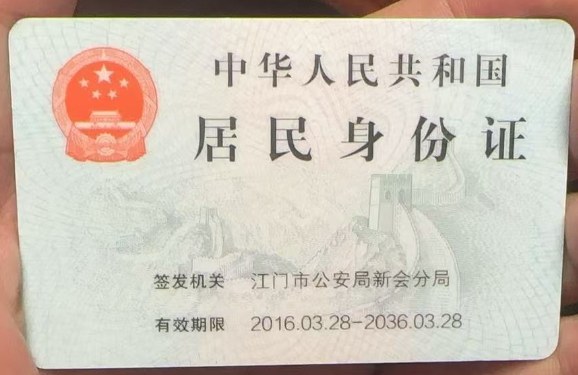 中华人民共和国
居民身份证
签发机关 江门市公安局新会分局
有效期限 2016.03.28-2036.03.28